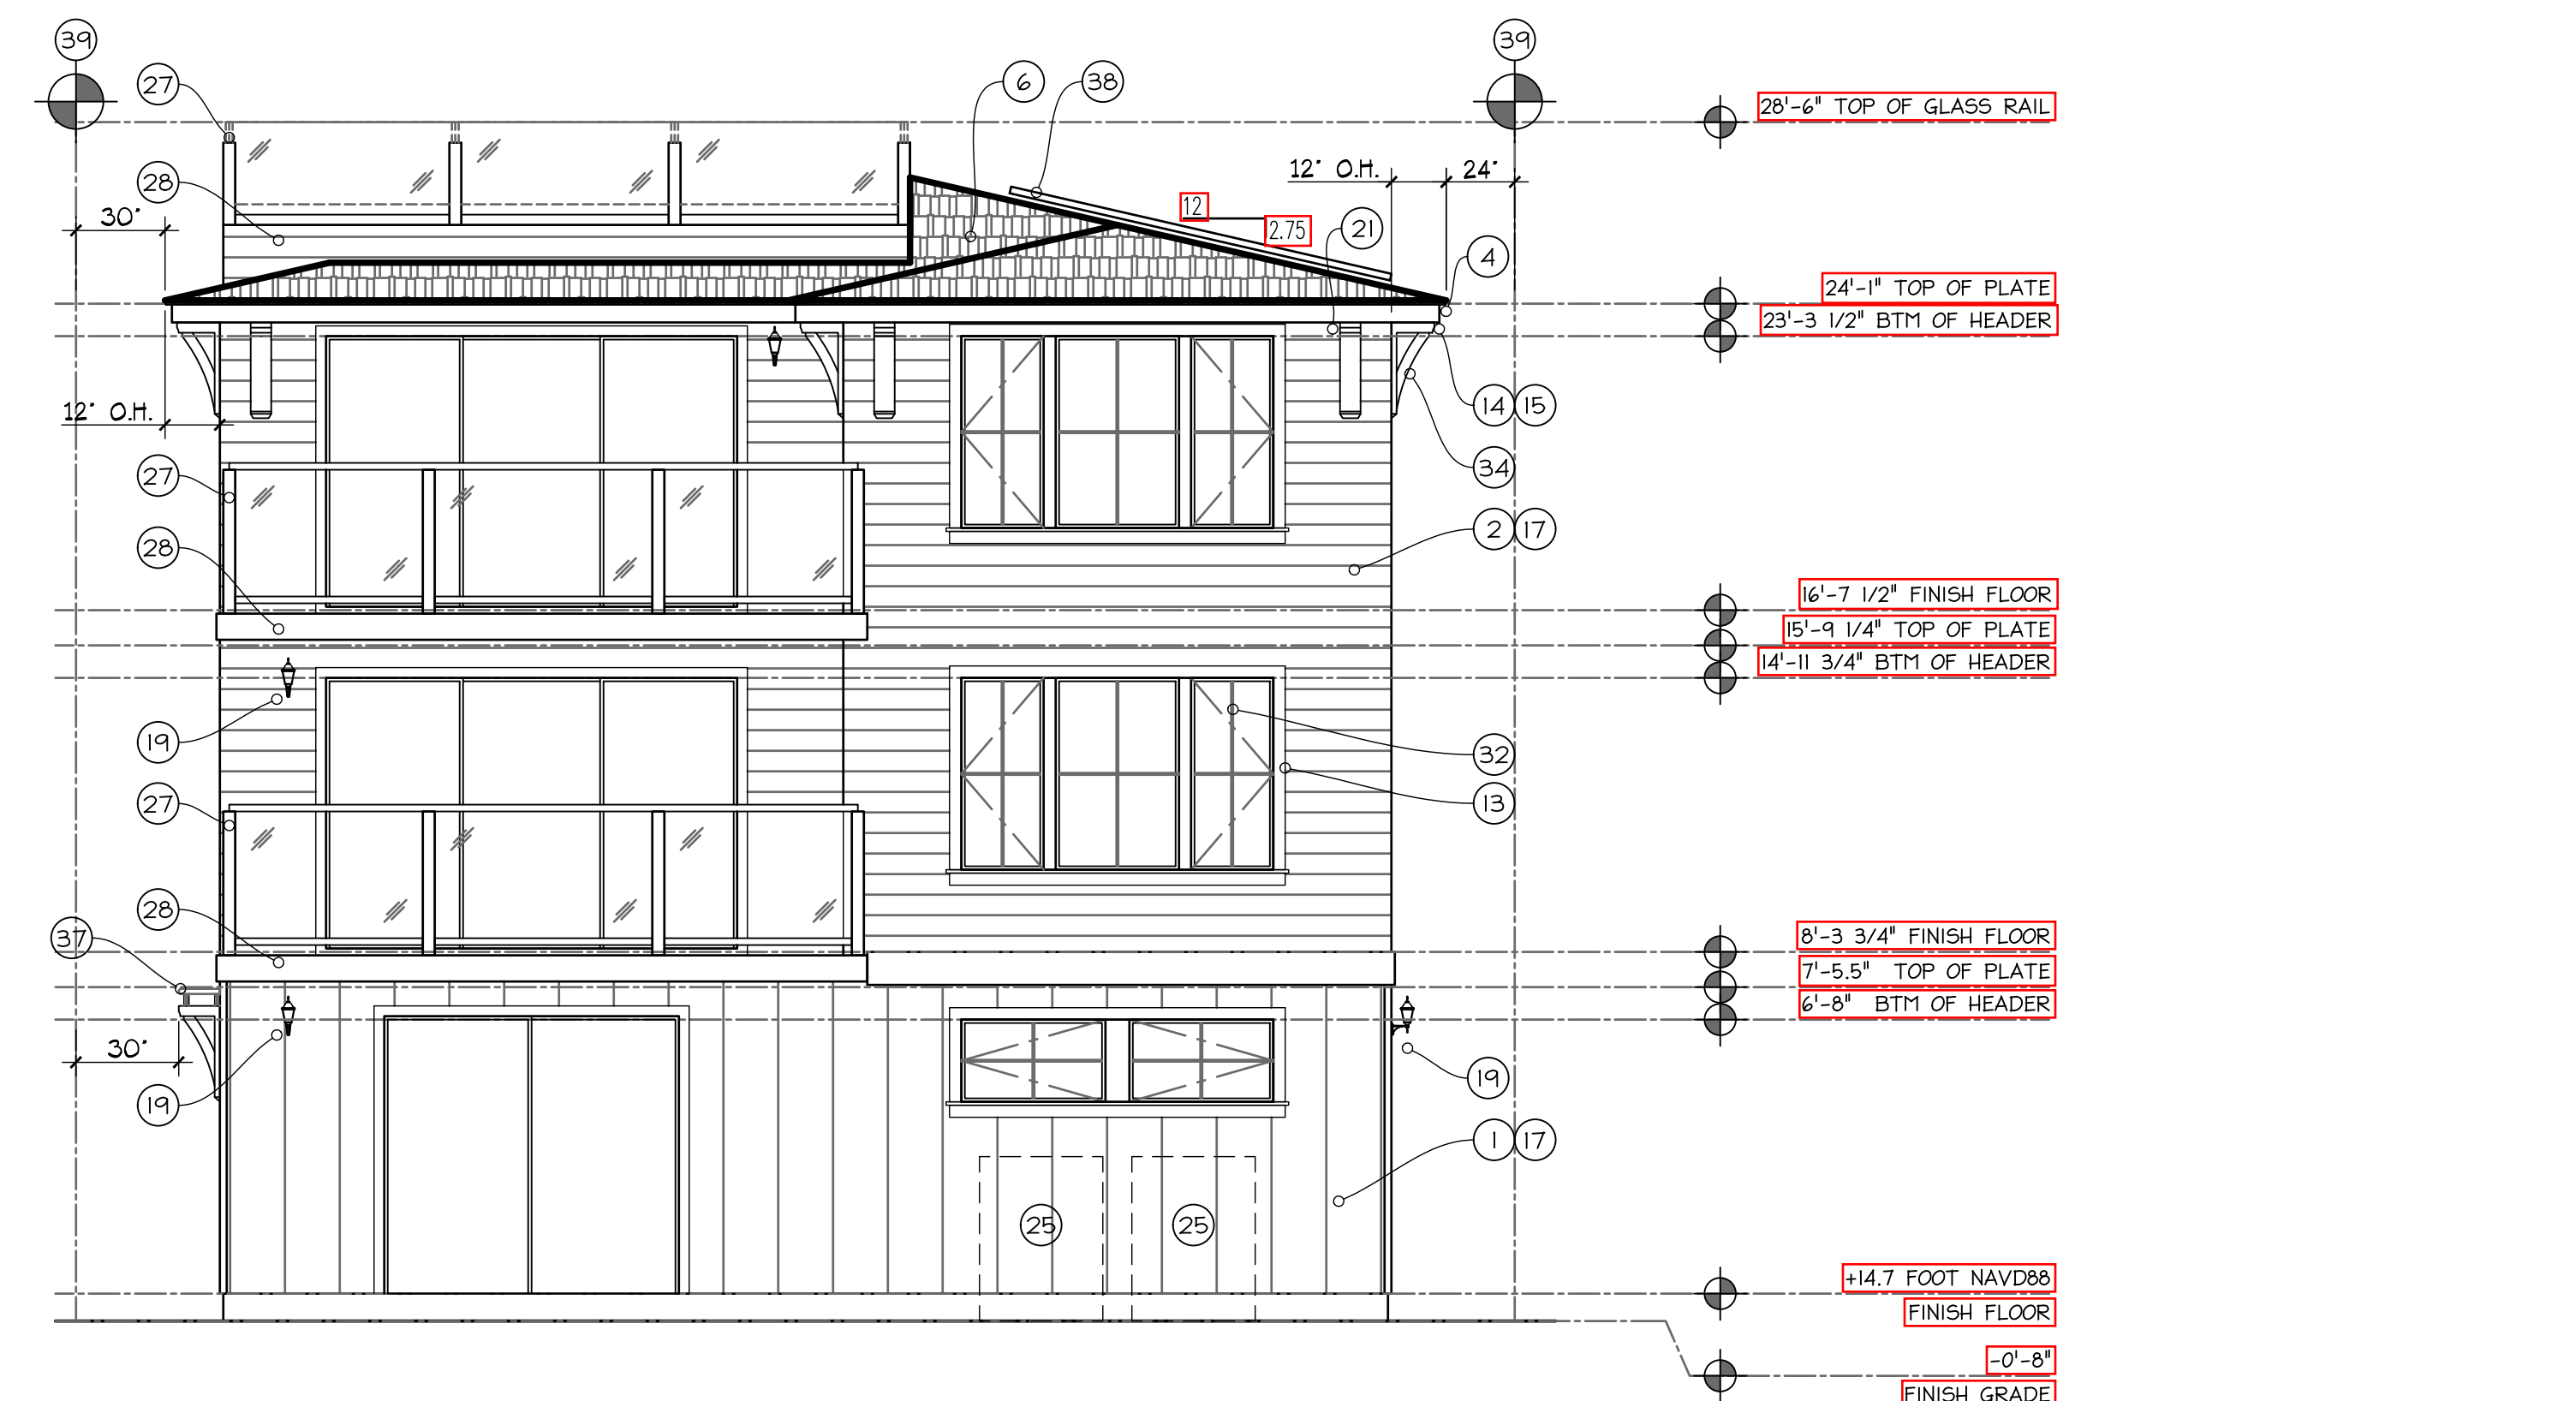 39
39
27
6
38
28'-6" TOP OF GLASS RAIL
28
12" O.H.
24"
30"
12
2.75
21
4
24'-1" TOP OF PLATE
23'-3 1/2" BTM OF HEADER
12" O.H.
14 15
27
34
28
2 17
16'-7 1/2" FINISH FLOOR
15'-9 1/4" TOP OF PLATE
14'-11 3/4" BTM OF HEADER
19
32
27
13
28
37
8'-3 3/4" FINISH FLOOR
7'-5.5" TOP OF PLATE
6'-8" BTM OF HEADER
30"
19
19
1 17
25
25
+14.7 FOOT NAVD88
FINISH FLOOR
-0'-8"
FINISH GRADE